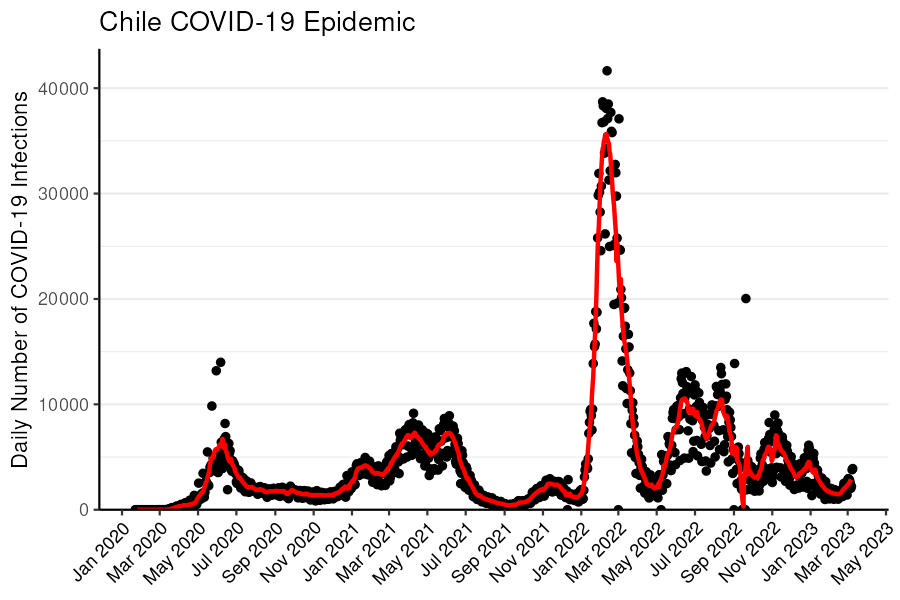 Chile COVID-19 Epidemic
Daily Number of COVID-19 Infections
40000
30000
20000
10000
0
Jan 2020
Mar 2020
May 2020
Jul 2020
Sep 2020
Nov 2020
Jan 2021
Mar 2021
May 2021
Jul 2021
Sep 2021
Nov 2021
Jan 2022
Mar 2022
May 2022
Jul 2022
Sep 2022
Nov 2022
Jan 2023
Mar 2023
May 2023